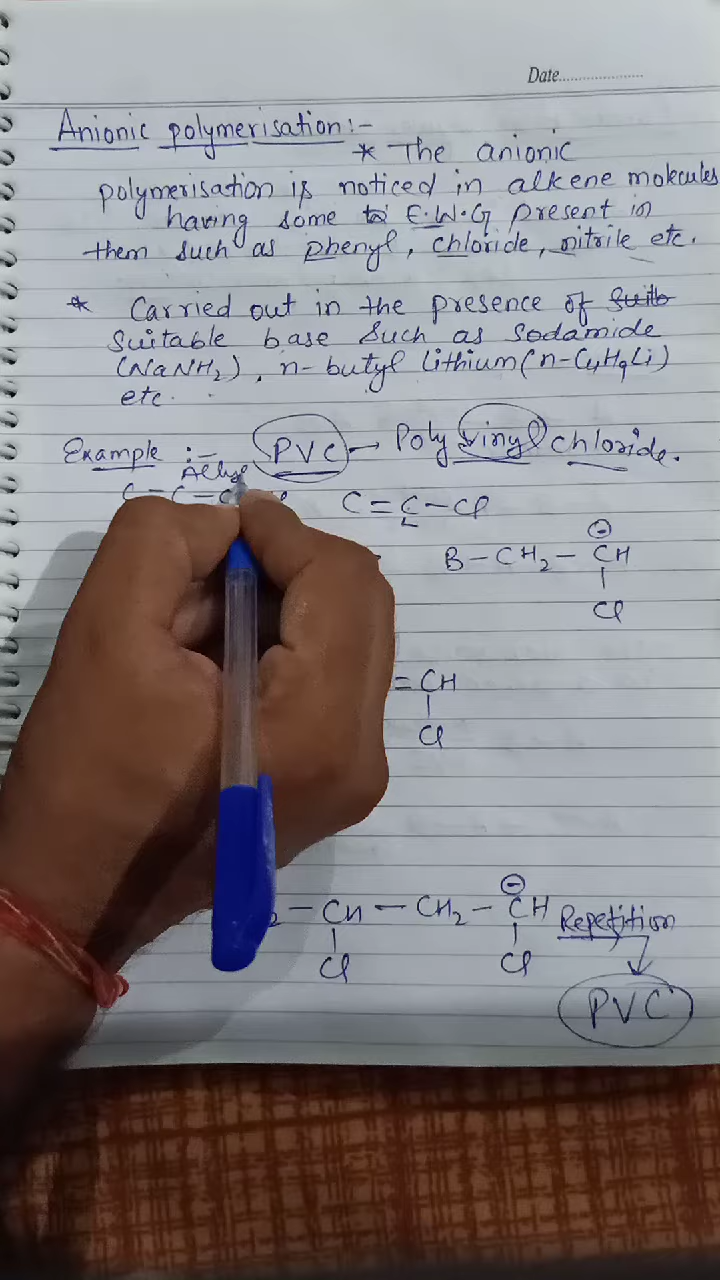 Date.....................
Anionic polymerisation:-
* The anionic
polymerisation is noticed in alkene molecules
having some E.W.G present in
them such as phenyl, chloride, nitrile etc.
* Carried out in the presence of
suitable base such as sodamide
(NaNH2), n-butyl lithium (n-C4H9Li)
etc.
Example :- PVC - Poly vinyl chloride.
C - C - C
C = C - Cl
B - CH2 - CH
⊖
Cl
= CH
Cl
- CH - CH2 - CH Repetition
⊖
Cl Cl
PVC